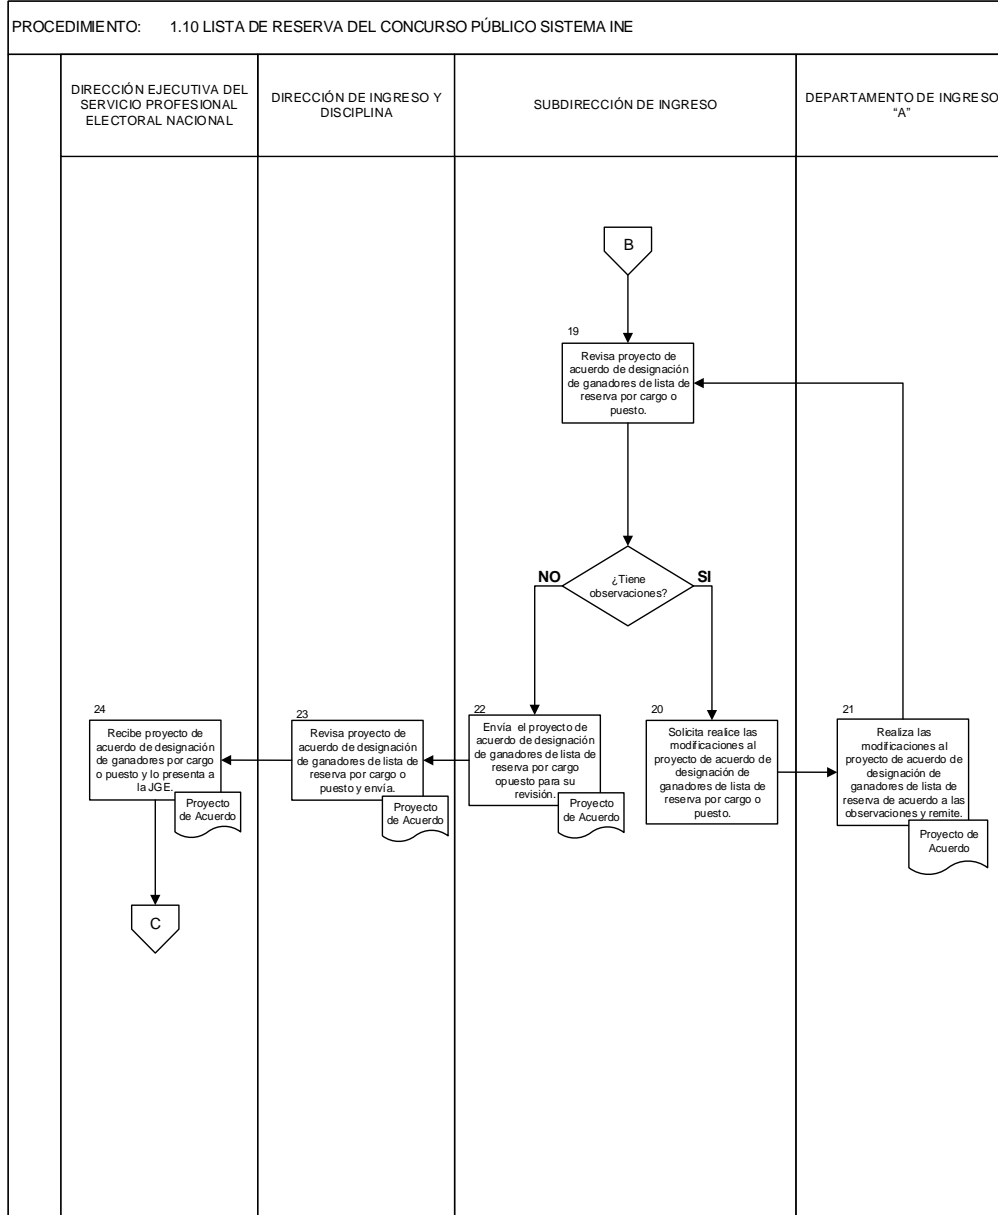 PROCEDIMIENTO: 1.10 LISTA DE RESERVA DEL CONCURSO PÚBLICO SISTEMA INE
DIRECCIÓN EJECUTIVA DEL
SERVICIO PROFESIONAL
ELECTORAL NACIONAL
DIRECCIÓN DE INGRESO Y
DISCIPLINA
SUBDIRECCIÓN DE INGRESO
DEPARTAMENTO DE INGRESO
“A”
B
19
Revisa proyecto de
acuerdo de designación
de ganadores de lista de
reserva por cargo o
puesto.
¿Tiene
observaciones?
NO
SI
24
Recibe proyecto de
acuerdo de designación
de ganadores por cargo
o puesto y lo presenta a
la JGE.
Proyecto
de Acuerdo
23
Revisa proyecto de
acuerdo de designación
de ganadores de lista de
reserva por cargo o
puesto y envía.
Proyecto
de Acuerdo
22
Envía el proyecto de
acuerdo de designación
de ganadores de lista de
reserva por cargo
opuesto para su
revisión.
Proyecto
de Acuerdo
20
Solicita realice las
modificaciones al
proyecto de acuerdo de
designación de
ganadores de lista de
reserva por cargo o
puesto.
21
Realiza las
modificaciones al
proyecto de acuerdo de
designación de
ganadores de lista de
reserva de acuerdo a las
observaciones y remite.
Proyecto de
Acuerdo
C